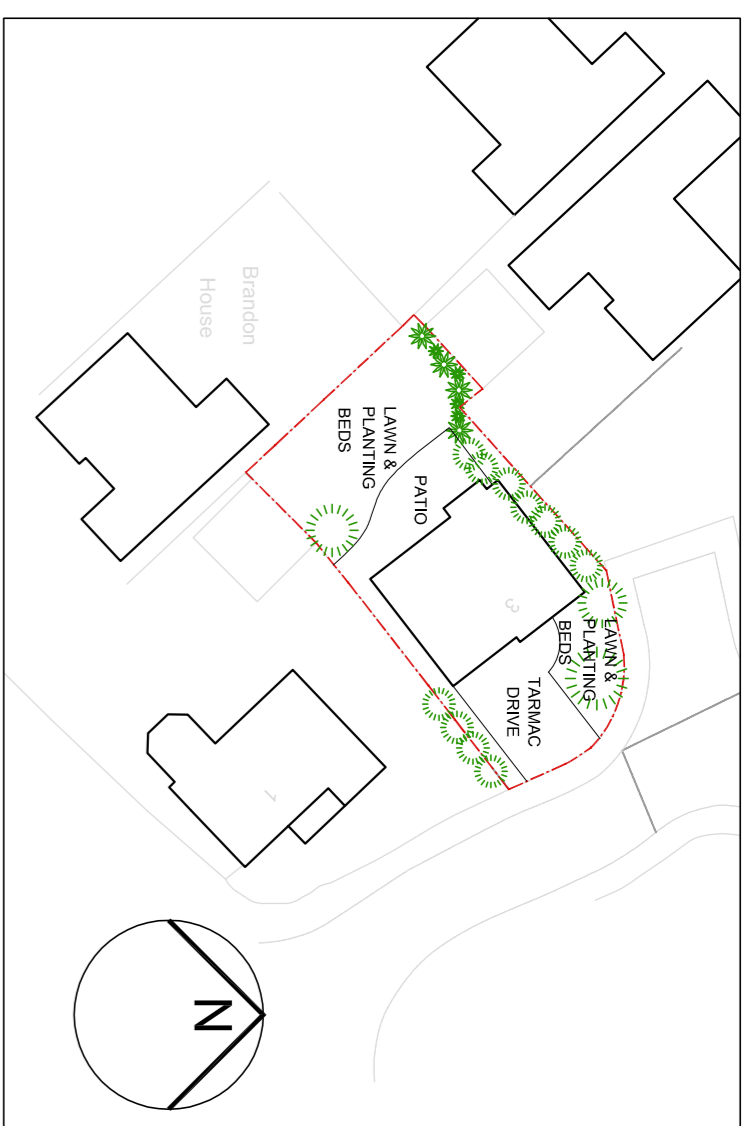 Brandon
House
LAWN &
PLANTING
BEDS
PATIO
3
LAWN &
PLANTING
BEDS
TARMAC
DRIVE
1
N